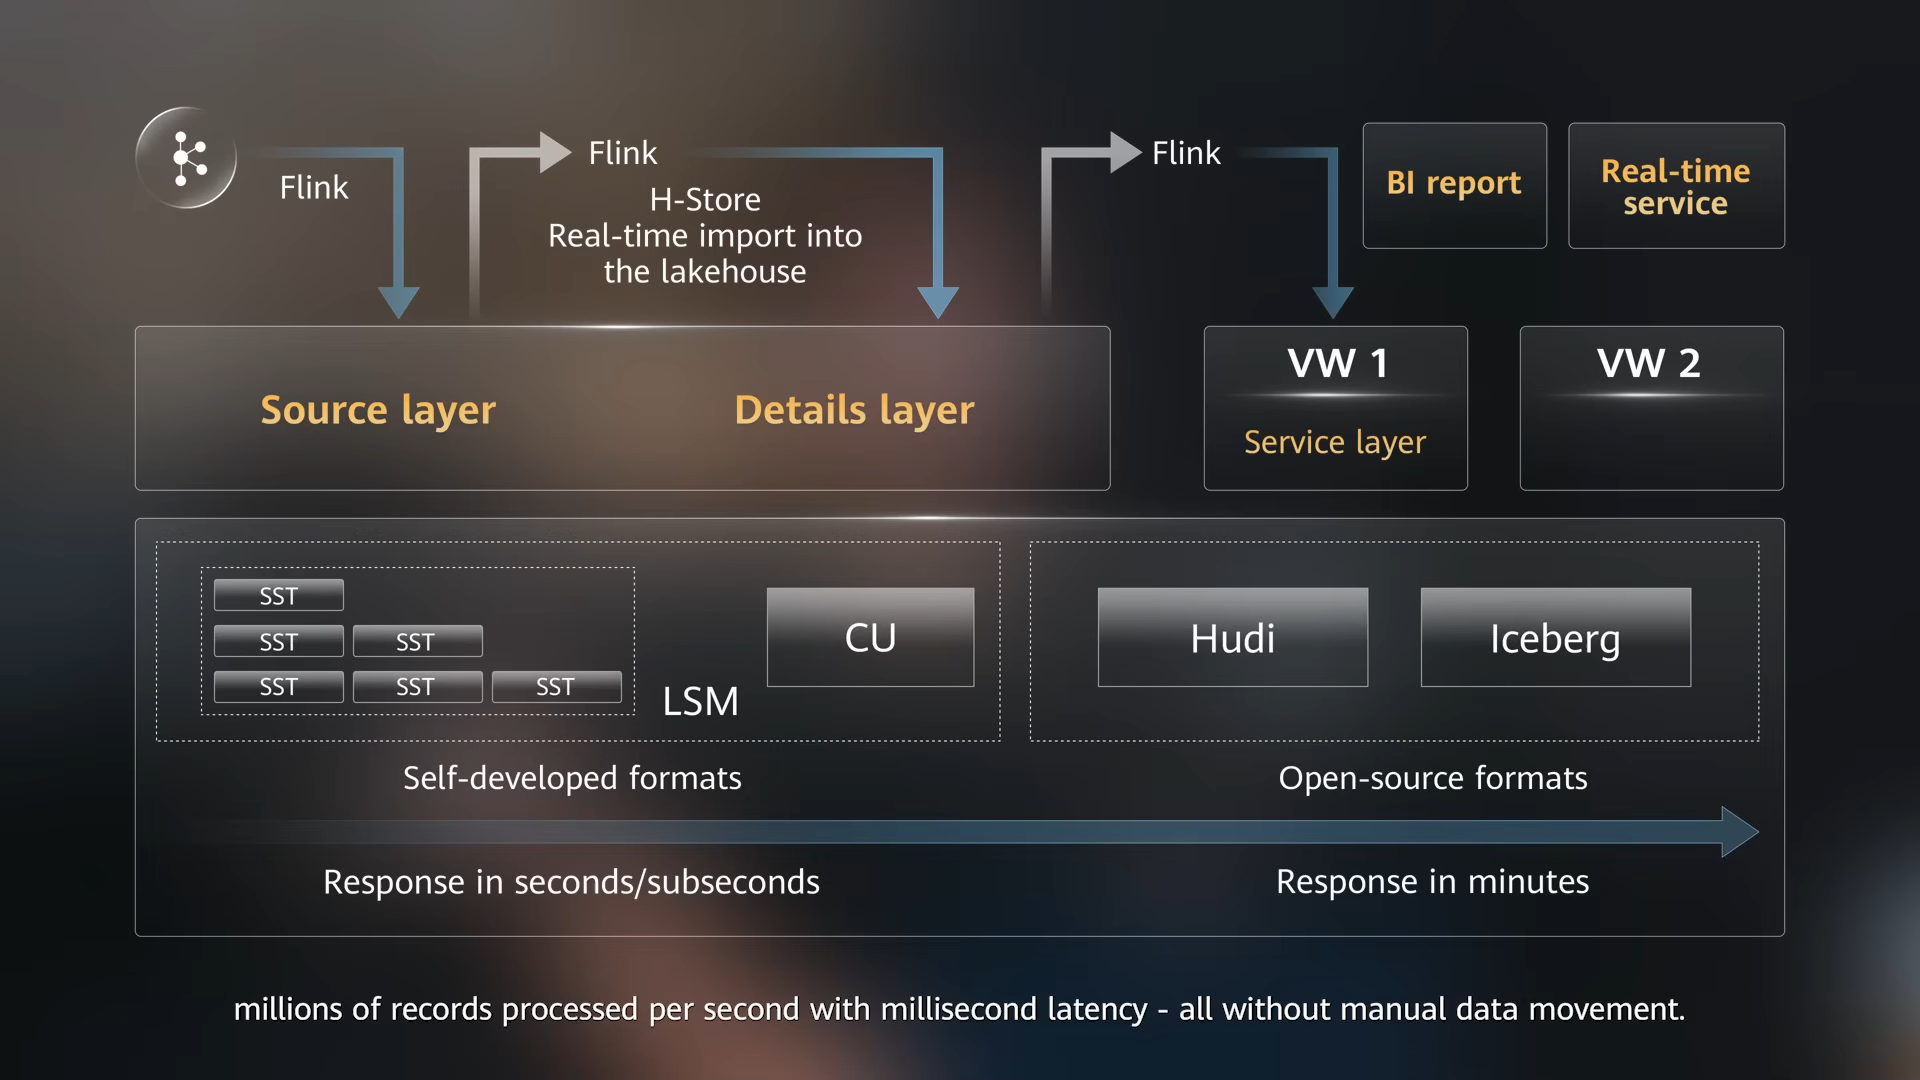 Flink
Flink
H-Store
Real-time import into
the lakehouse
Flink
BI report
Real-time
service
Source layer
Details layer
VW 1
Service layer
VW 2
SST
SST
SST
SST
SST
SST
LSM
CU
Hudi
Iceberg
Self-developed formats
Open-source formats
Response in seconds/subseconds
Response in minutes
millions of records processed per second with millisecond latency - all without manual data movement.